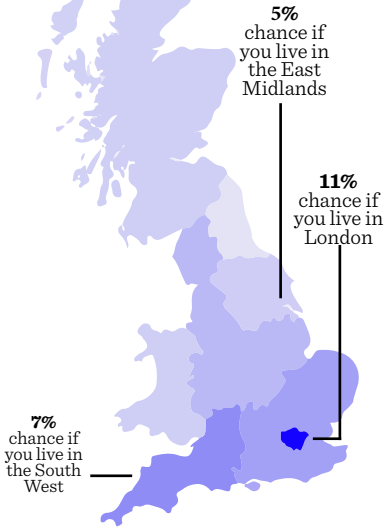 5%
chance if
you live in
the East
Midlands
11%
chance if
you live in
London
7%
chance if
you live in
the South
West